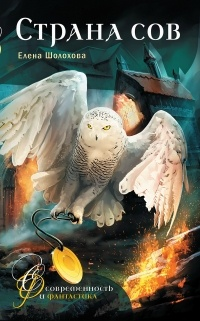 Страна сов
Елена Шолохова
современность
и фантастика